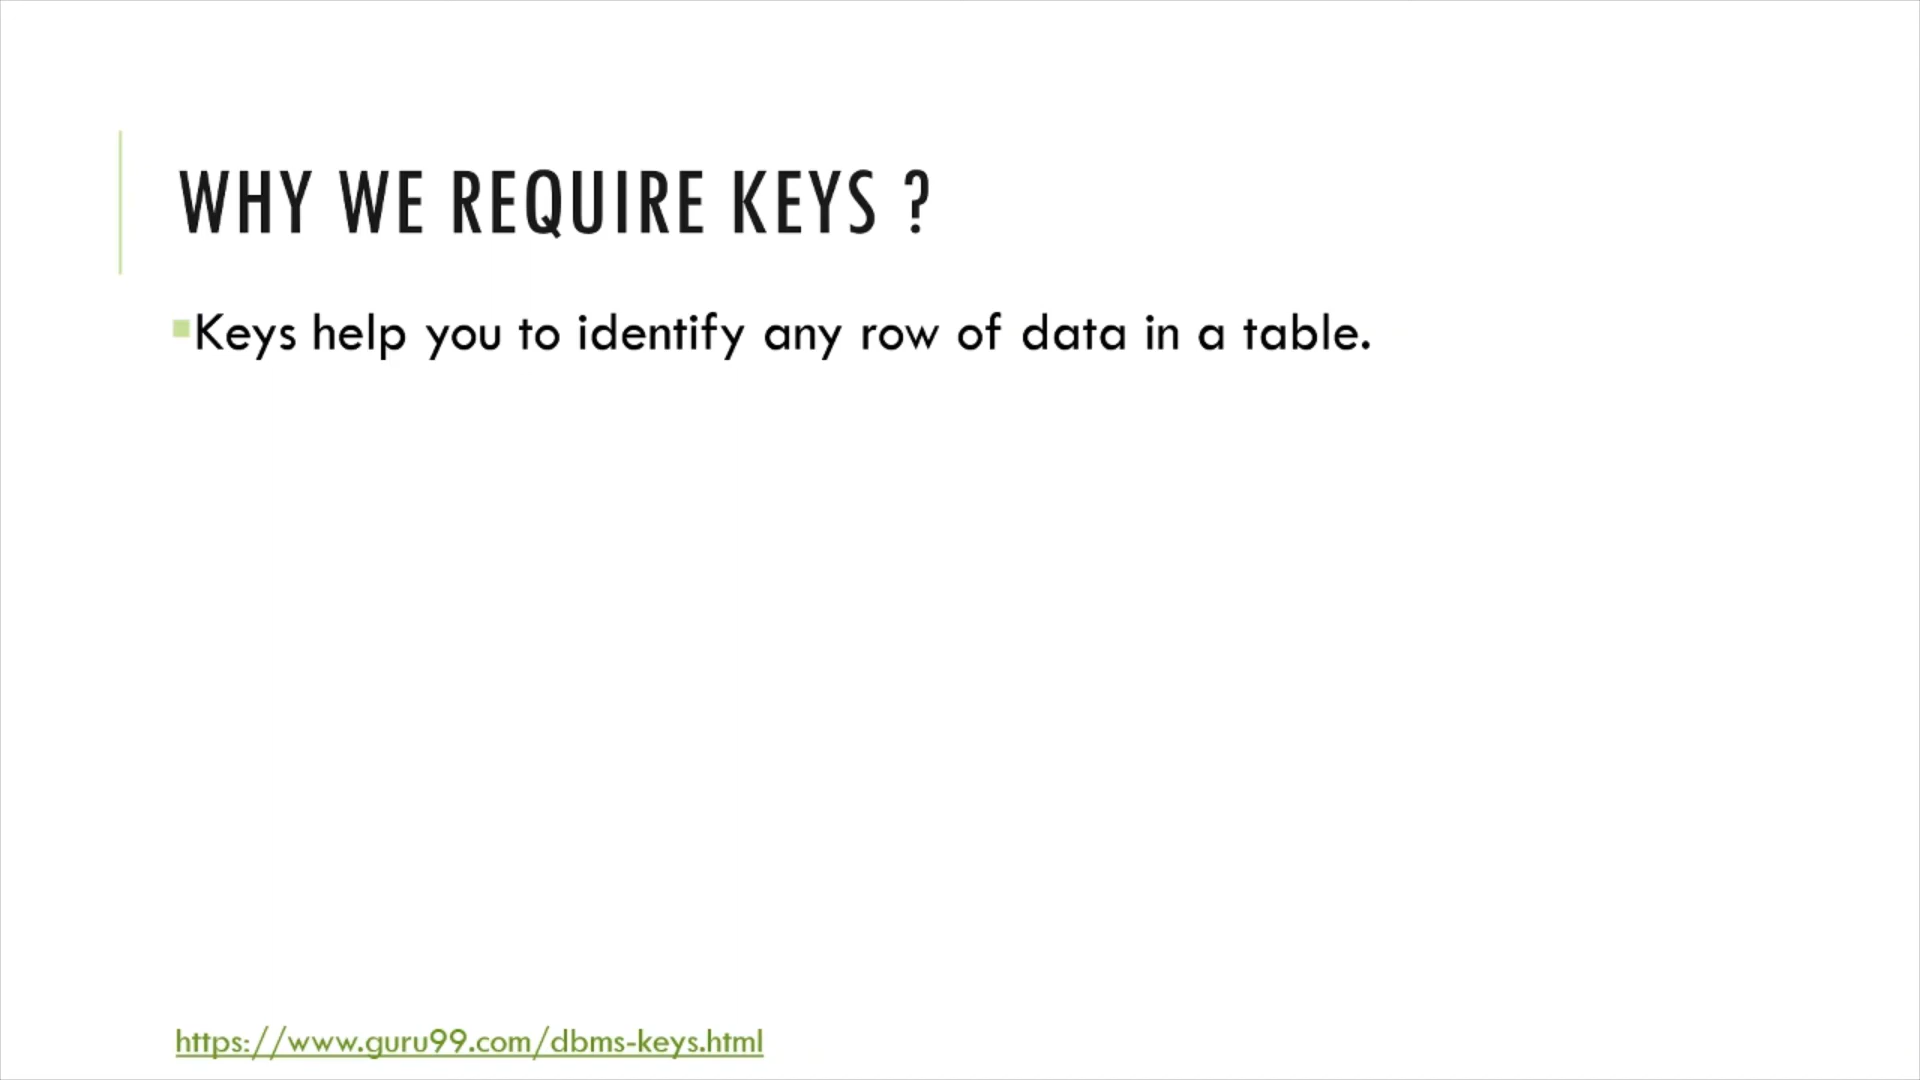 WHY WE REQUIRE KEYS ?
Keys help you to identify any row of data in a table.
https://www.guru99.com/dbms-keys.html